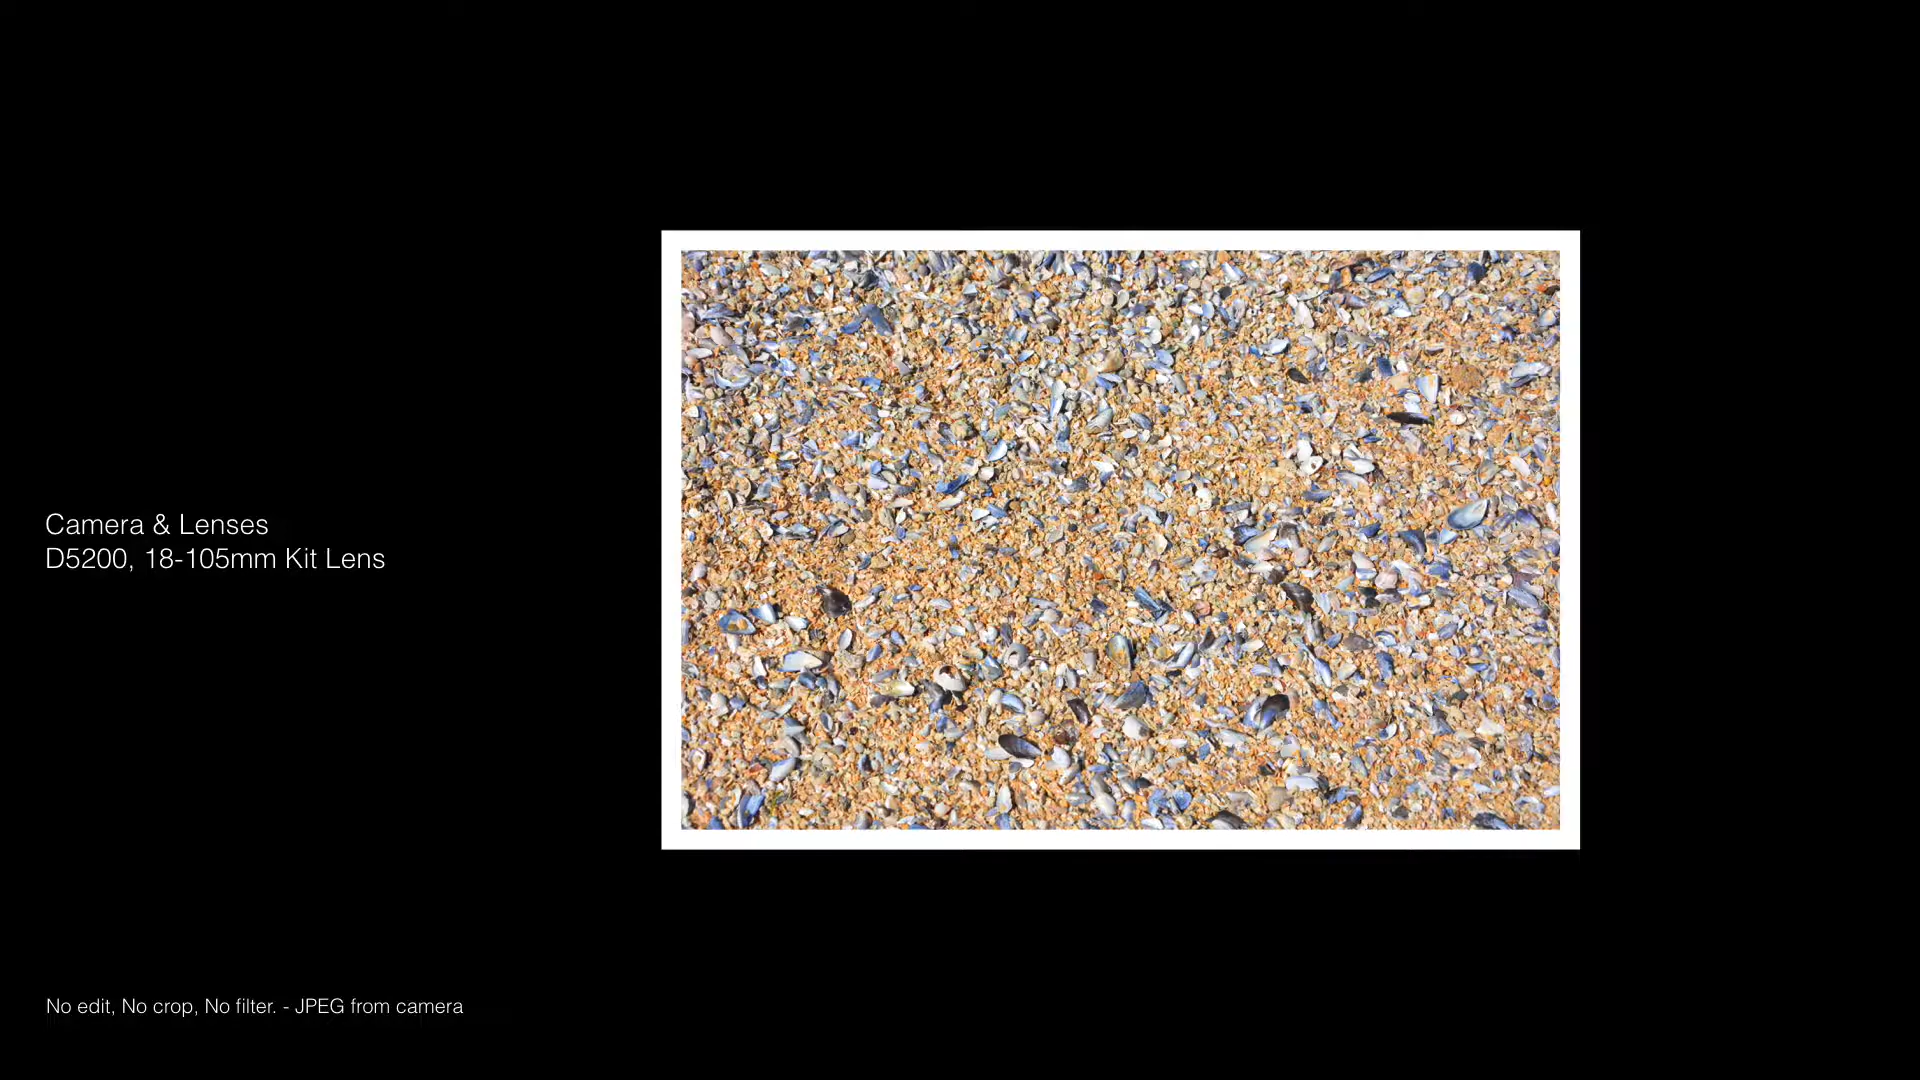 Camera & Lenses
D5200, 18-105mm Kit Lens
No edit, No crop, No filter. - JPEG from camera